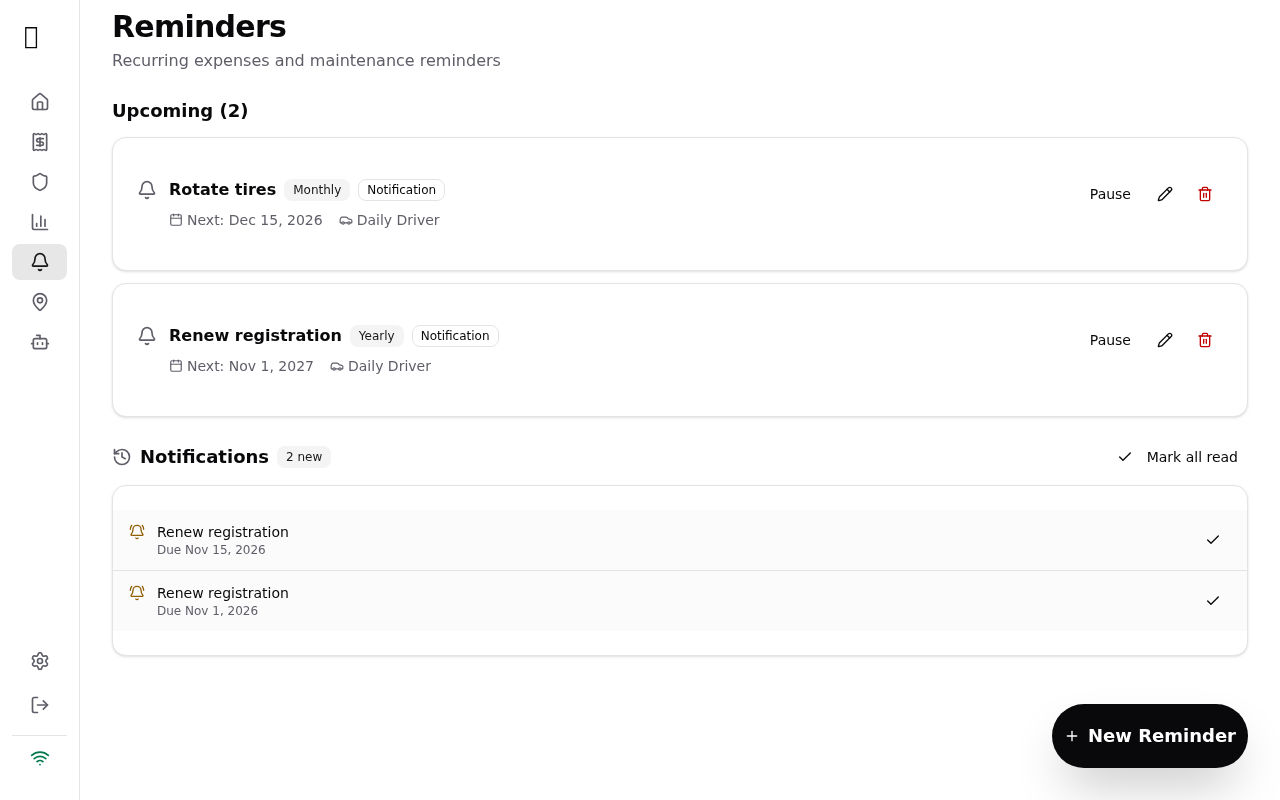 Reminders
Recurring expenses and maintenance reminders
Upcoming (2)
Rotate tires Monthly Notification
Next: Dec 15, 2026 Daily Driver
Pause
Renew registration Yearly Notification
Next: Nov 1, 2027 Daily Driver
Pause
Notifications 2 new
Mark all read
Renew registration
Due Nov 15, 2026
Renew registration
Due Nov 1, 2026
New Reminder